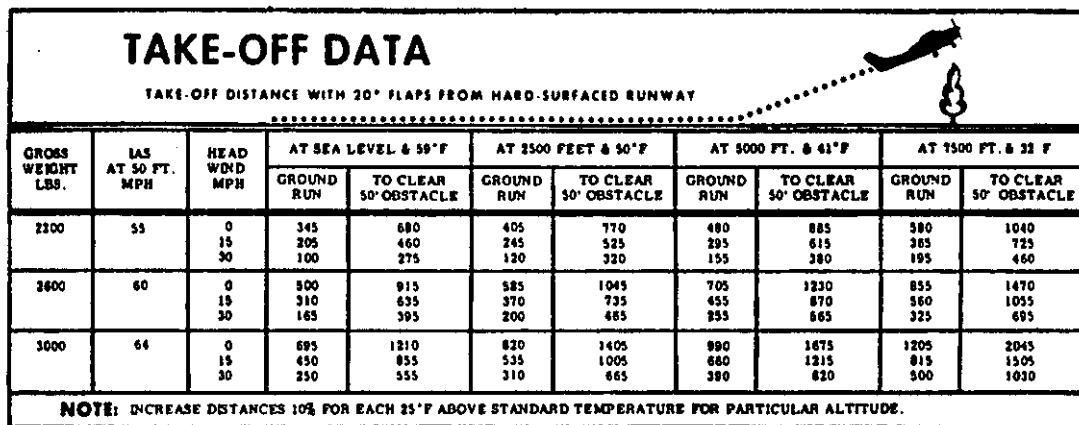 TAKE-OFF DATA
TAKE-OFF DISTANCE WITH 20° FLAPS FROM HARD-SURFACED RUNWAY
GROSS WEIGHT LBS. IAS AT 50 FT. MPH HEAD WIND MPH AT SEA LEVEL & 59°F AT 2500 FEET & 50°F AT 5000 FT. & 41°F AT 7500 FT. & 32 F
GROUND RUN TO CLEAR 50' OBSTACLE GROUND RUN TO CLEAR 50' OBSTACLE GROUND RUN TO CLEAR 50' OBSTACLE GROUND RUN TO CLEAR 50' OBSTACLE
2200 55 0 345 680 405 770 480 885 580 1040
15 205 460 245 525 295 615 365 725
30 100 275 120 320 155 380 195 460
2600 60 0 500 915 585 1045 705 1230 855 1470
15 310 635 370 735 455 870 560 1055
30 165 395 200 465 255 565 325 695
3000 64 0 695 1210 820 1405 990 1675 1205 2045
15 450 855 535 1005 660 1215 815 1505
30 250 555 310 665 390 820 500 1030
NOTE: INCREASE DISTANCES 10% FOR EACH 25°F ABOVE STANDARD TEMPERATURE FOR PARTICULAR ALTITUDE.